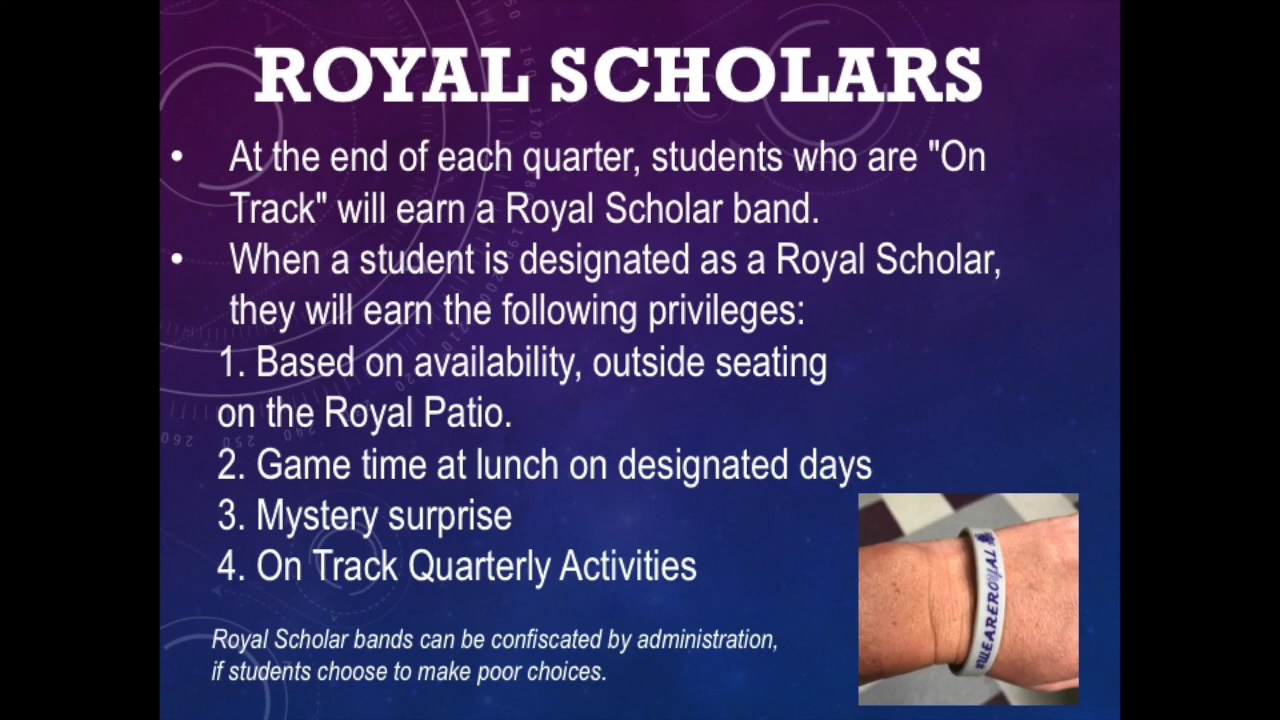 ROYAL SCHOLARS
• At the end of each quarter, students who are "On
Track" will earn a Royal Scholar band.
• When a student is designated as a Royal Scholar,
they will earn the following privileges:
1. Based on availability, outside seating
on the Royal Patio.
2. Game time at lunch on designated days
3. Mystery surprise
4. On Track Quarterly Activities
Royal Scholar bands can be confiscated by administration,
if students choose to make poor choices.
#WEAREROYAL